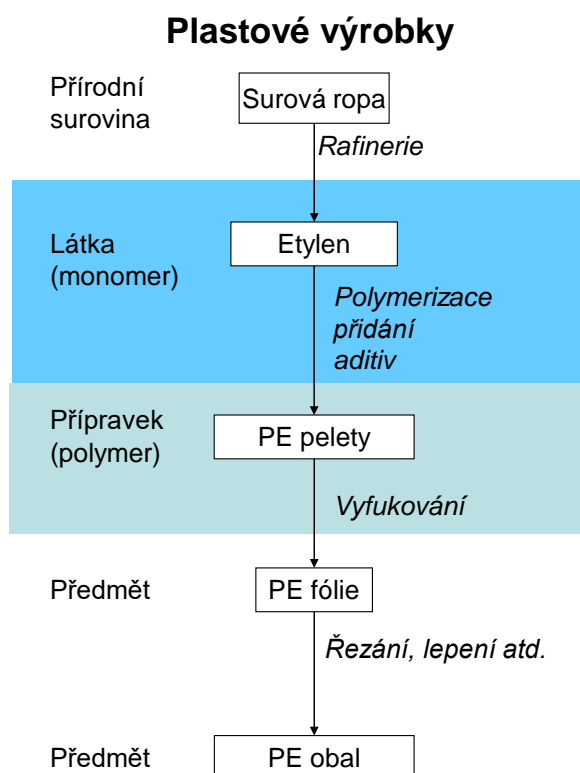 Plastové výrobky
Přírodní
surovina
Surová ropa
Rafinerie
Látka
(monomer)
Etylen
Polymerizace
přidání
aditiv
Přípravek
(polymer)
PE pelety
Vyfukování
Předmět
PE fólie
Řezání, lepení atd.
Předmět
PE obal